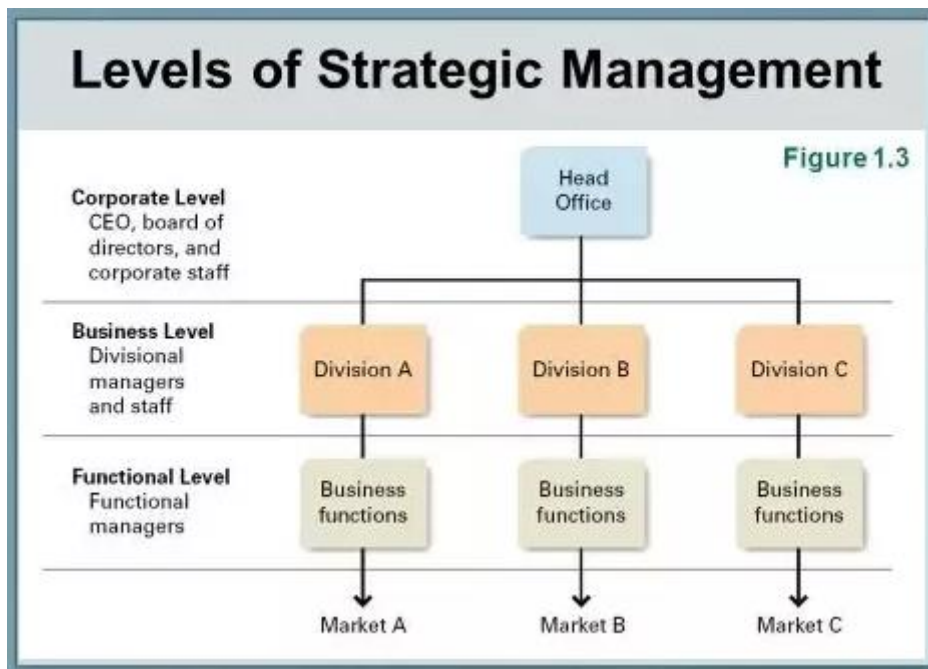 Levels of Strategic Management
Figure 1.3
Corporate Level
CEO, board of
directors, and
corporate staff
Head
Office
Business Level
Divisional
managers
and staff
Division A
Division B
Division C
Functional Level
Functional
managers
Business
functions
Business
functions
Business
functions
Market A
Market B
Market C